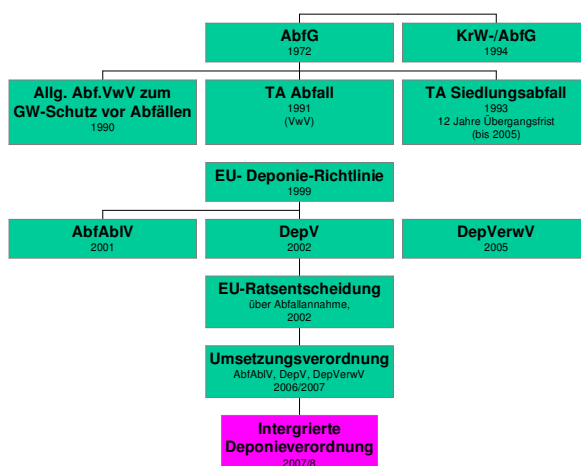 AbfG
1972
KrW-/AbfG
1994
Allg. Abf.VwV zum
GW-Schutz vor Abfällen
1990
TA Abfall
1991
(VwV)
TA Siedlungsabfall
1993
12 Jahre Übergangsfrist
(bis 2005)
EU- Deponie-Richtlinie
1999
AbfAblV
2001
DepV
2002
DepVerwV
2005
EU-Ratsentscheidung
über Abfallannahme,
2002
Umsetzungsverordnung
AbfAblV, DepV, DepVerwV
2006/2007
Intergrierte
Deponieverordnung
2007/8